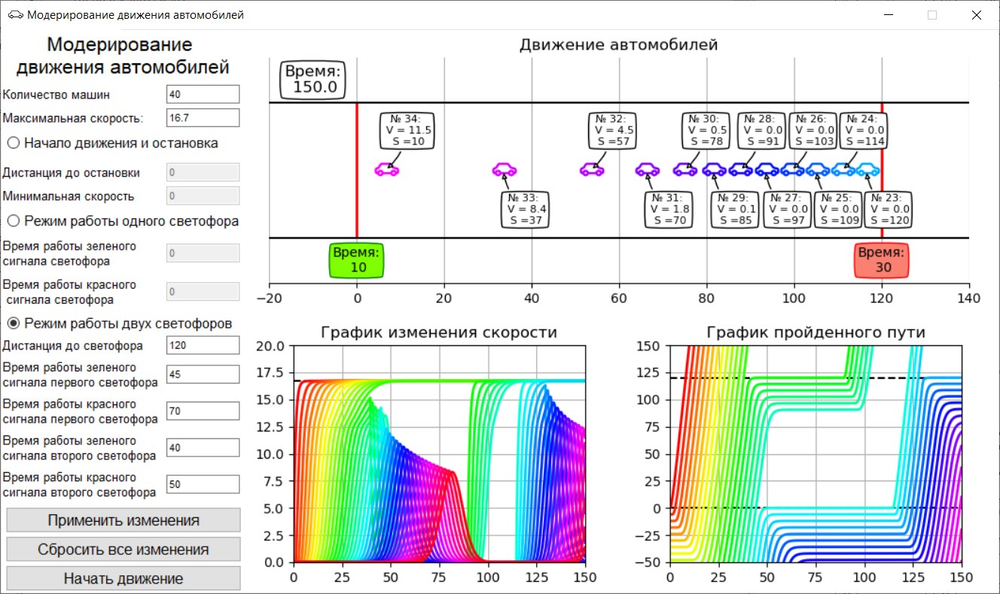 Модерирование движения автомобилей
Модерирование
движения автомобилей
Количество машин
40
Максимальная скорость:
16.7
Начало движения и остановка
Дистанция до остановки
0
Минимальная скорость
0
Режим работы одного светофора
Время работы зеленого
сигнала светофора
0
Время работы красного
сигнала светофора
0
Режим работы двух светофоров
Дистанция до светофора
120
Время работы зеленого
сигнала первого светофора
45
Время работы красного
сигнала первого светофора
70
Время работы зеленого
сигнала второго светофора
40
Время работы красного
сигнала второго светофора
50
Применить изменения
Сбросить все изменения
Начать движение
Движение автомобилей
Время:
150.0
№ 34:
V = 11.5
S =10
№ 32:
V = 4.5
S =57
№ 30:
V = 0.5
S =78
№ 28:
V = 0.0
S =91
№ 26:
V = 0.0
S =103
№ 24:
V = 0.0
S =114
№ 33:
V = 8.4
S =37
№ 31:
V = 1.8
S =70
№ 29:
V = 0.1
S =85
№ 27:
V = 0.0
S =97
№ 25:
V = 0.0
S =109
№ 23:
V = 0.0
S =120
Время:
10
Время:
30
−20 0 20 40 60 80 100 120 140
График изменения скорости
20.0
17.5
15.0
12.5
10.0
7.5
5.0
2.5
0.0
0 25 50 75 100 125 150
График пройденного пути
150
125
100
75
50
25
0
−25
−50
0 25 50 75 100 125 150